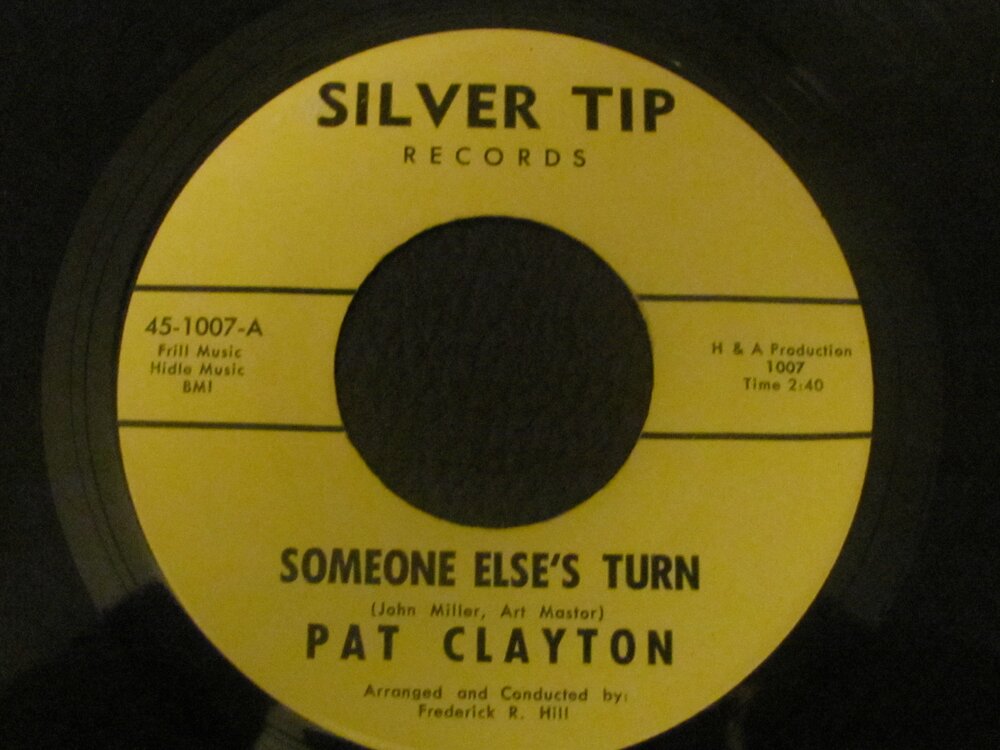 SILVER TIP
RECORDS
45-1007-A
Frill Music
Hidle Music
BMI
H & A Production
1007
Time 2:40
SOMEONE ELSE'S TURN
(John Miller, Art Mastor)
PAT CLAYTON
Arranged and Conducted by:
Frederick R. Hill